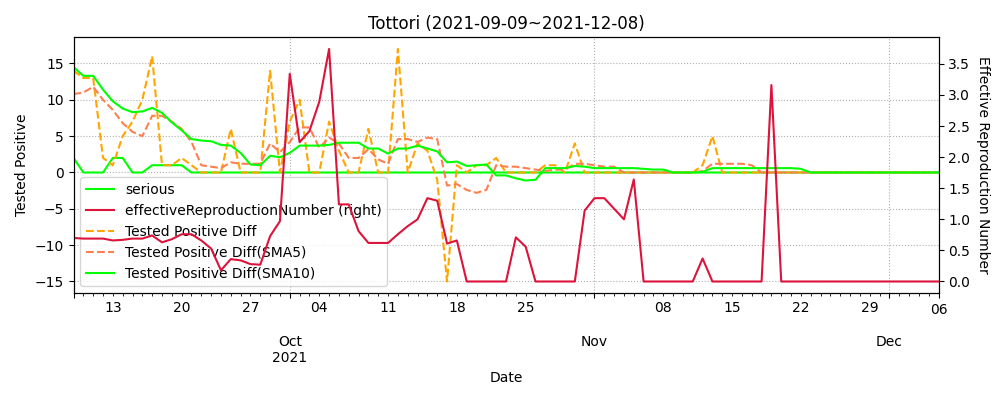 Tottori (2021-09-09~2021-12-08)
Tested Positive
15
10
5
0
−5
−10
−15
3.5
3.0
2.5
2.0
1.5
1.0
0.5
0.0
Effective Reproduction Number
serious
effectiveReproductionNumber (right)
Tested Positive Diff
Tested Positive Diff(SMA5)
Tested Positive Diff(SMA10)
13 20 27 04 11 18 25 08 15 22 29 06
Oct Nov Dec
2021
Date